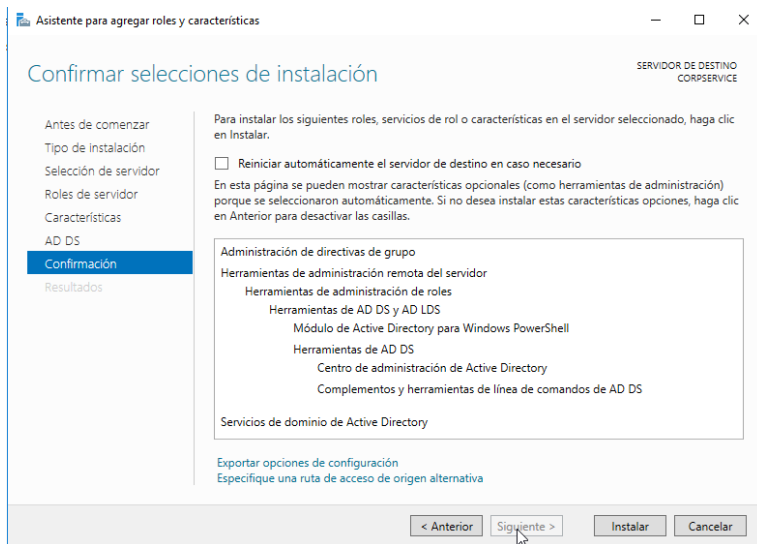 Asistente para agregar roles y características
Confirmar selecciones de instalación
SERVIDOR DE DESTINO
CORPSERVICE
Antes de comenzar
Tipo de instalación
Selección de servidor
Roles de servidor
Características
AD DS
Confirmación
Resultados
Para instalar los siguientes roles, servicios de rol o características en el servidor seleccionado, haga clic
en Instalar.
Reiniciar automáticamente el servidor de destino en caso necesario
En esta página se pueden mostrar características opcionales (como herramientas de administración)
porque se seleccionaron automáticamente. Si no desea instalar estas características opciones, haga clic
en Anterior para desactivar las casillas.
Administración de directivas de grupo
Herramientas de administración remota del servidor
Herramientas de administración de roles
Herramientas de AD DS y AD LDS
Módulo de Active Directory para Windows PowerShell
Herramientas de AD DS
Centro de administración de Active Directory
Complementos y herramientas de línea de comandos de AD DS
Servicios de dominio de Active Directory
Exportar opciones de configuración
Especifique una ruta de acceso de origen alternativa
< Anterior Siguiente > Instalar Cancelar